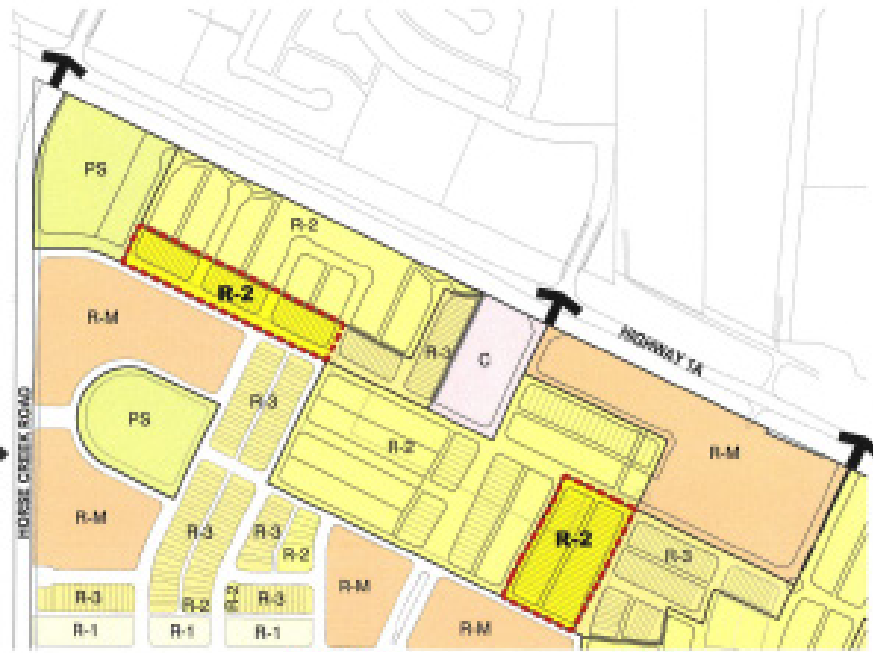 PS
R-2
R-2
R-M
HIGHWAY 1A
R-3
C
HORSE CREEK ROAD
R-3
PS
R-2
R-M
R-M
R-3
R-3
R-2
R-2
R-3
R-M
R-3
R-2
R-2
R-3
R-1
R-1
R-1
R-M